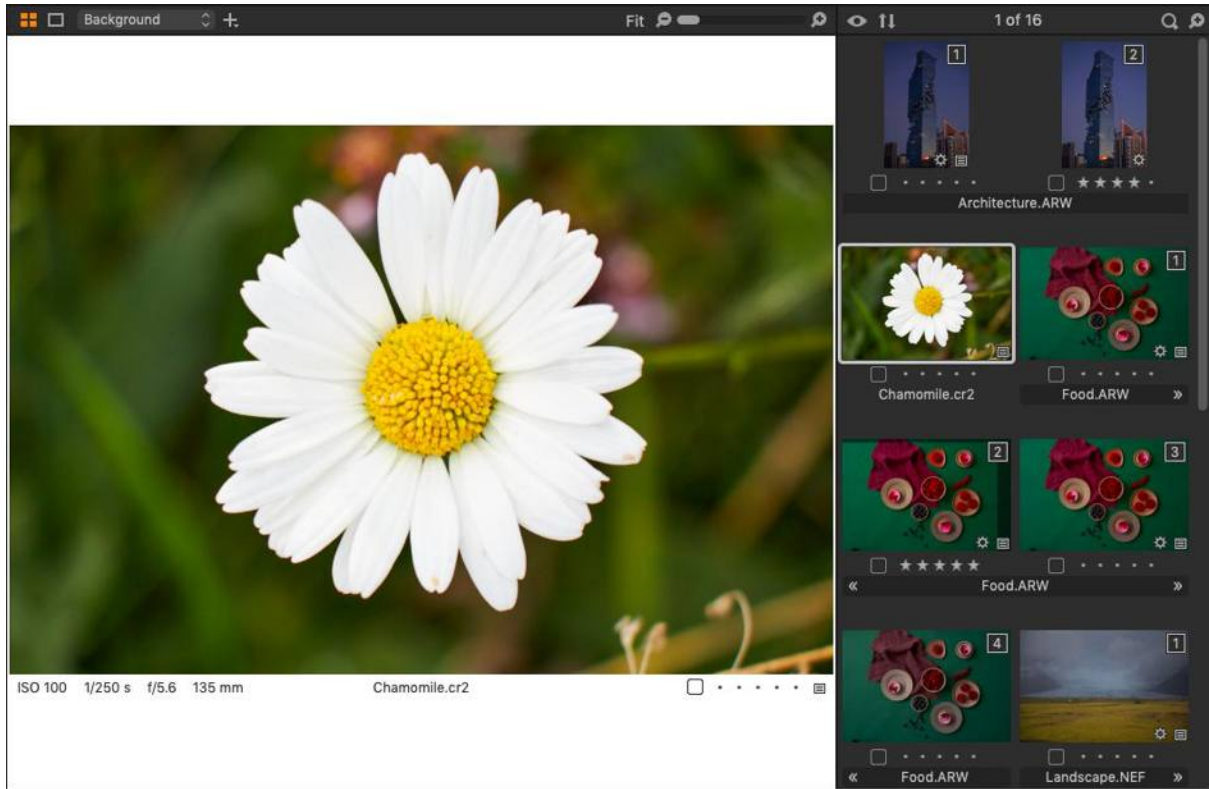 Background
Fit
1 of 16
1
2
Architecture.ARW
1
Chamomile.cr2
Food.ARW
2
3
Food.ARW
4
1
Food.ARW
Landscape.NEF
ISO 100 1/250 s f/5.6 135 mm
Chamomile.cr2